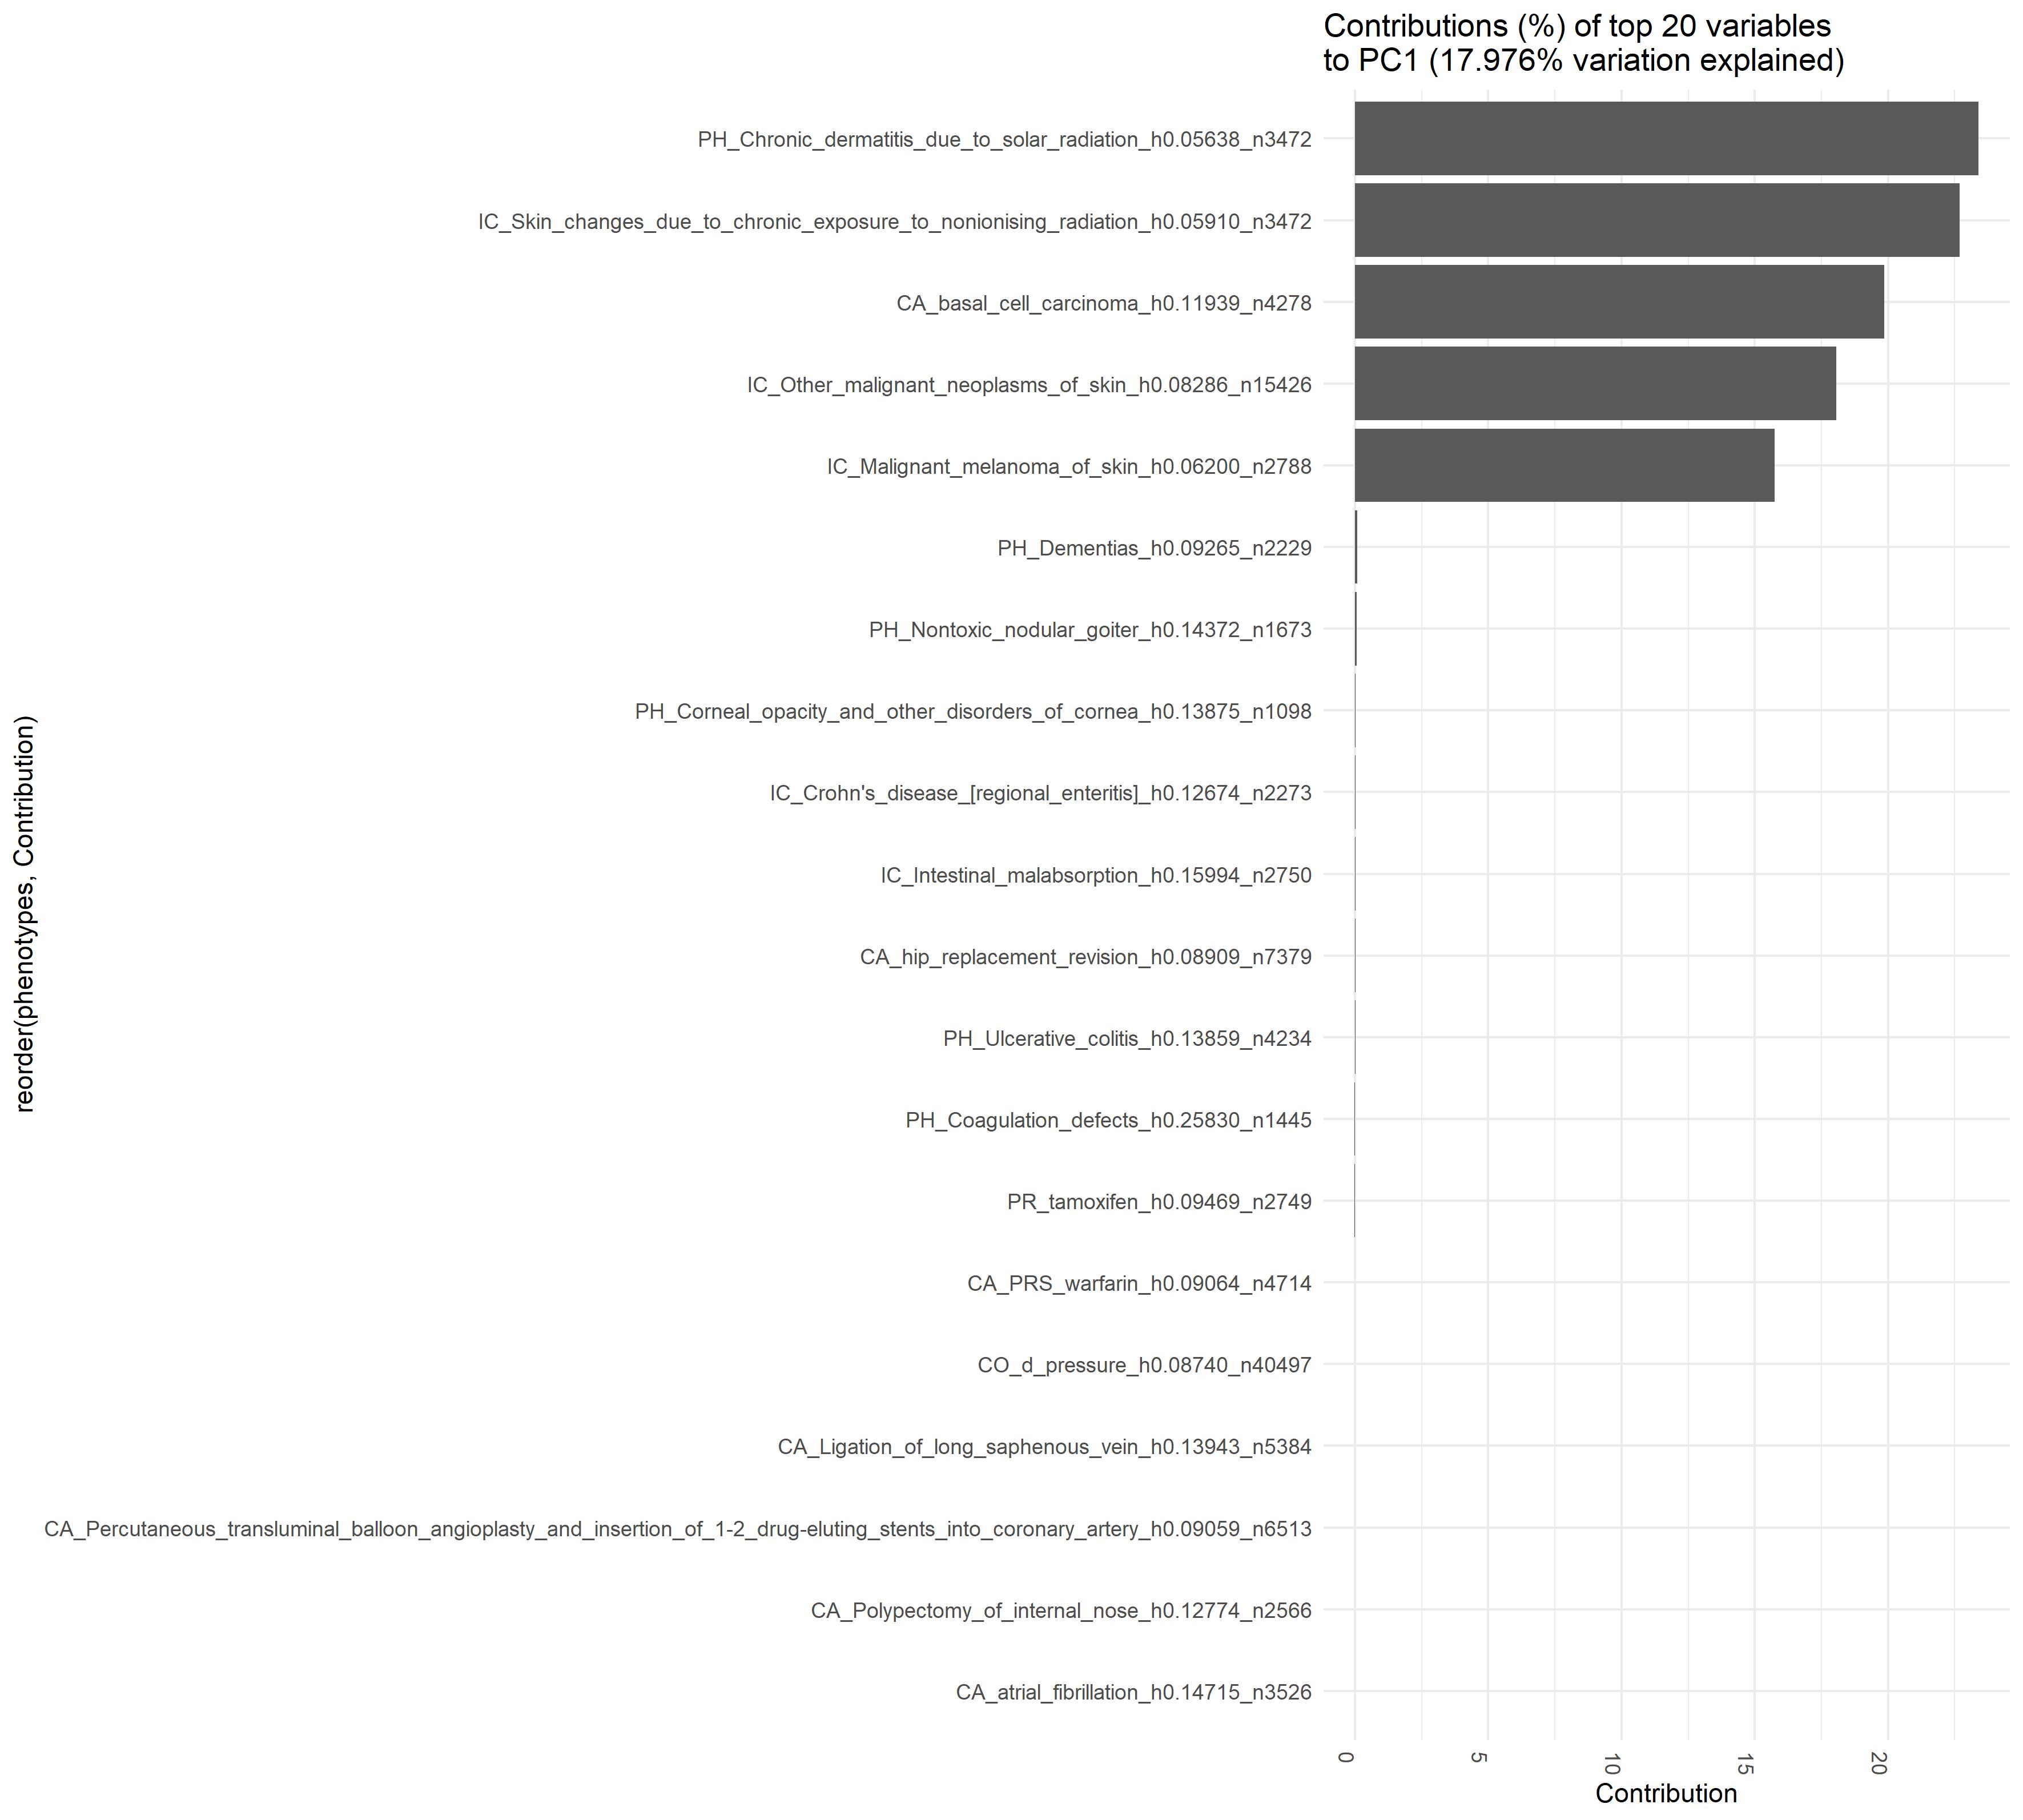 Contributions (%) of top 20 variables
to PC1 (17.976% variation explained)
PH_Chronic_dermatitis_due_to_solar_radiation_h0.05638_n3472
IC_Skin_changes_due_to_chronic_exposure_to_nonionising_radiation_h0.05910_n3472
CA_basal_cell_carcinoma_h0.11939_n4278
IC_Other_malignant_neoplasms_of_skin_h0.08286_n15426
IC_Malignant_melanoma_of_skin_h0.06200_n2788
PH_Dementias_h0.09265_n2229
PH_Nontoxic_nodular_goiter_h0.14372_n1673
PH_Corneal_opacity_and_other_disorders_of_cornea_h0.13875_n1098
IC_Crohn's_disease_[regional_enteritis]_h0.12674_n2273
IC_Intestinal_malabsorption_h0.15994_n2750
CA_hip_replacement_revision_h0.08909_n7379
PH_Ulcerative_colitis_h0.13859_n4234
PH_Coagulation_defects_h0.25830_n1445
PR_tamoxifen_h0.09469_n2749
CA_PRS_warfarin_h0.09064_n4714
CO_d_pressure_h0.08740_n40497
CA_Ligation_of_long_saphenous_vein_h0.13943_n5384
CA_Percutaneous_transluminal_balloon_angioplasty_and_insertion_of_1-2_drug-eluting_stents_into_coronary_artery_h0.09059_n6513
CA_Polypectomy_of_internal_nose_h0.12774_n2566
CA_atrial_fibrillation_h0.14715_n3526
reorder(phenotypes, Contribution)
0
5
10
15
20
Contribution